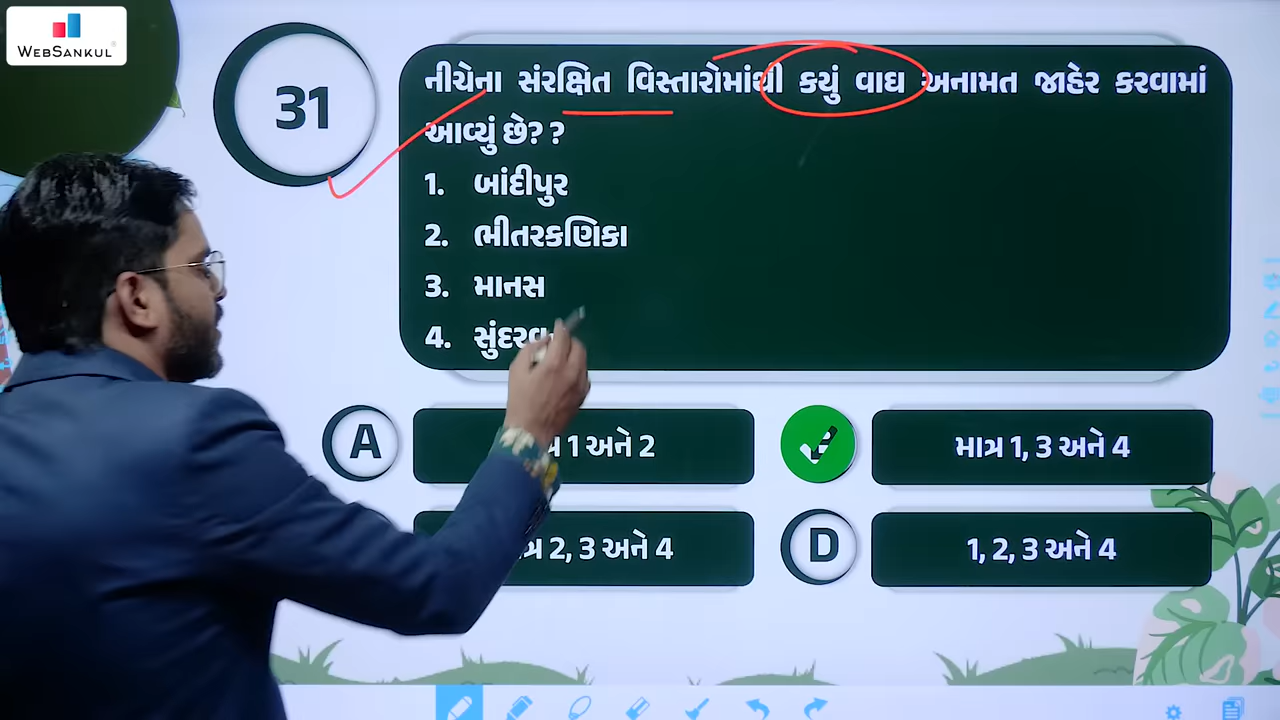 WEBSANKUL
31
નીચેના સંરક્ષિત વિસ્તારોમાંથી કયું વાઘ અનામત જાહેર કરવામાં
આવ્યું છે? ?
1. બાંદીપુર
2. ભીતરકણિકા
3. માનસ
4.
A
1 અને 2
માત્ર 1, 3 અને 4
2, 3 અને 4
D
1, 2, 3 અને 4